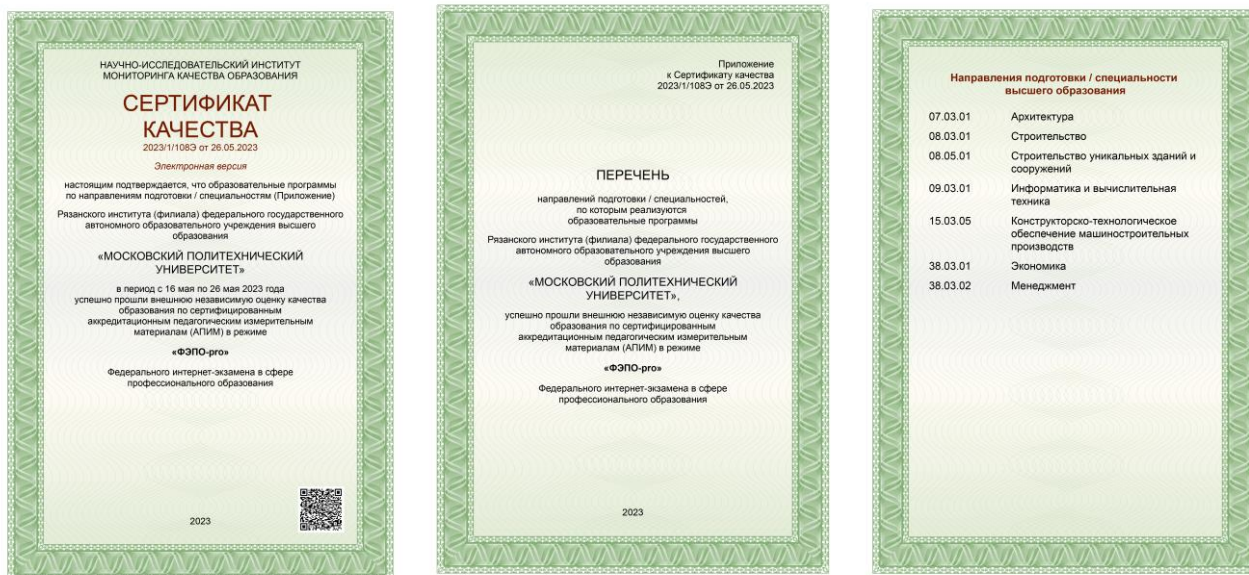 НАУЧНО-ИССЛЕДОВАТЕЛЬСКИЙ ИНСТИТУТ
МОНИТОРИНГА КАЧЕСТВА ОБРАЗОВАНИЯ
СЕРТИФИКАТ
КАЧЕСТВА
2023/1/108Э от 26.05.2023
Электронная версия
настоящим подтверждается, что образовательные программы
по направлениям подготовки / специальностям (Приложение)
Рязанского института (филиала) федерального государственного
автономного образовательного учреждения высшего
образования
«МОСКОВСКИЙ ПОЛИТЕХНИЧЕСКИЙ
УНИВЕРСИТЕТ»
в период с 16 мая по 26 мая 2023 года
успешно прошли внешнюю независимую оценку качества
образования по сертифицированным
аккредитационным педагогическим измерительным
материалам (АПИМ) в режиме
«ФЭПО-pro»
Федерального интернет-экзамена в сфере
профессионального образования
2023
Приложение
к Сертификату качества
2023/1/108Э от 26.05.2023
ПЕРЕЧЕНЬ
направлений подготовки / специальностей,
по которым реализуются
образовательные программы
Рязанского института (филиала) федерального государственного
автономного образовательного учреждения высшего
образования
«МОСКОВСКИЙ ПОЛИТЕХНИЧЕСКИЙ
УНИВЕРСИТЕТ»,
успешно прошли внешнюю независимую оценку качества
образования по сертифицированным
аккредитационным педагогическим измерительным
материалам (АПИМ) в режиме
«ФЭПО-pro»
Федерального интернет-экзамена в сфере
профессионального образования
2023
Направления подготовки / специальности
высшего образования
07.03.01 Архитектура
08.03.01 Строительство
08.05.01 Строительство уникальных зданий и
сооружений
09.03.01 Информатика и вычислительная
техника
15.03.05 Конструкторско-технологическое
обеспечение машиностроительных
производств
38.03.01 Экономика
38.03.02 Менеджмент